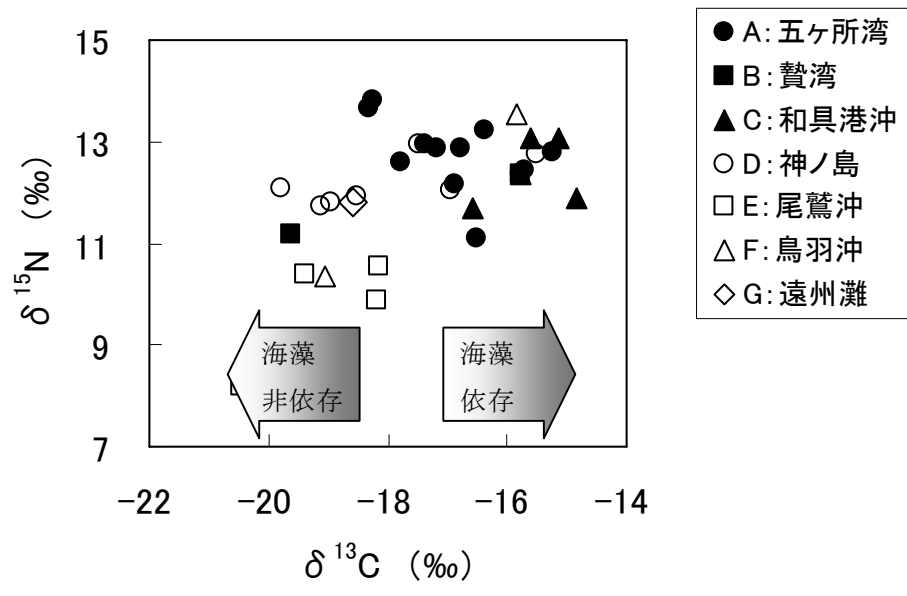 15
13
11
9
7
δ 15N (‰)
-22
-20
-18
-16
-14
δ 13C (‰)
海藻
非依存
海藻
依存
A: 五ヶ所湾
B: 贄湾
C: 和具港沖
D: 神ノ島
E: 尾鷲沖
F: 鳥羽沖
G: 遠州灘